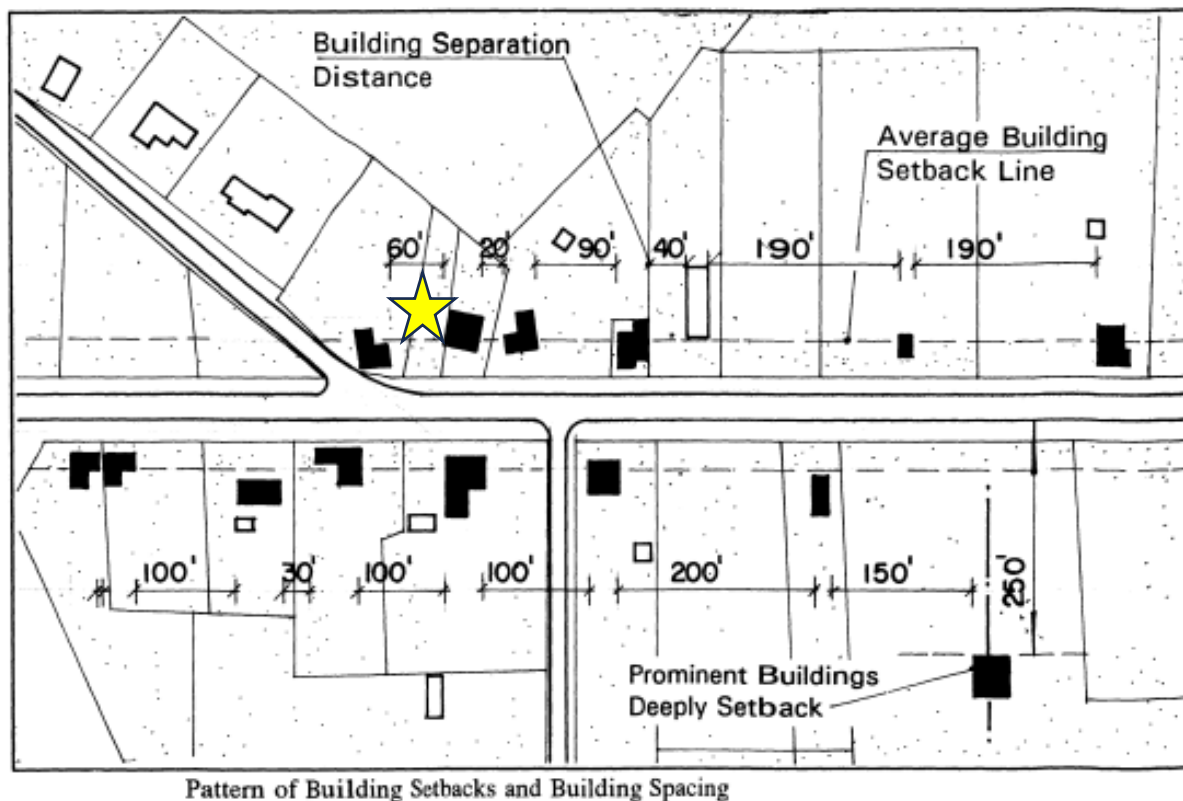 Building Separation
Distance
Average Building
Setback Line
60' 20' 90' 40' 190' 190'
100' 30' 100' 100' 200' 150' 250'
Prominent Buildings
Deeply Setback
Pattern of Building Setbacks and Building Spacing